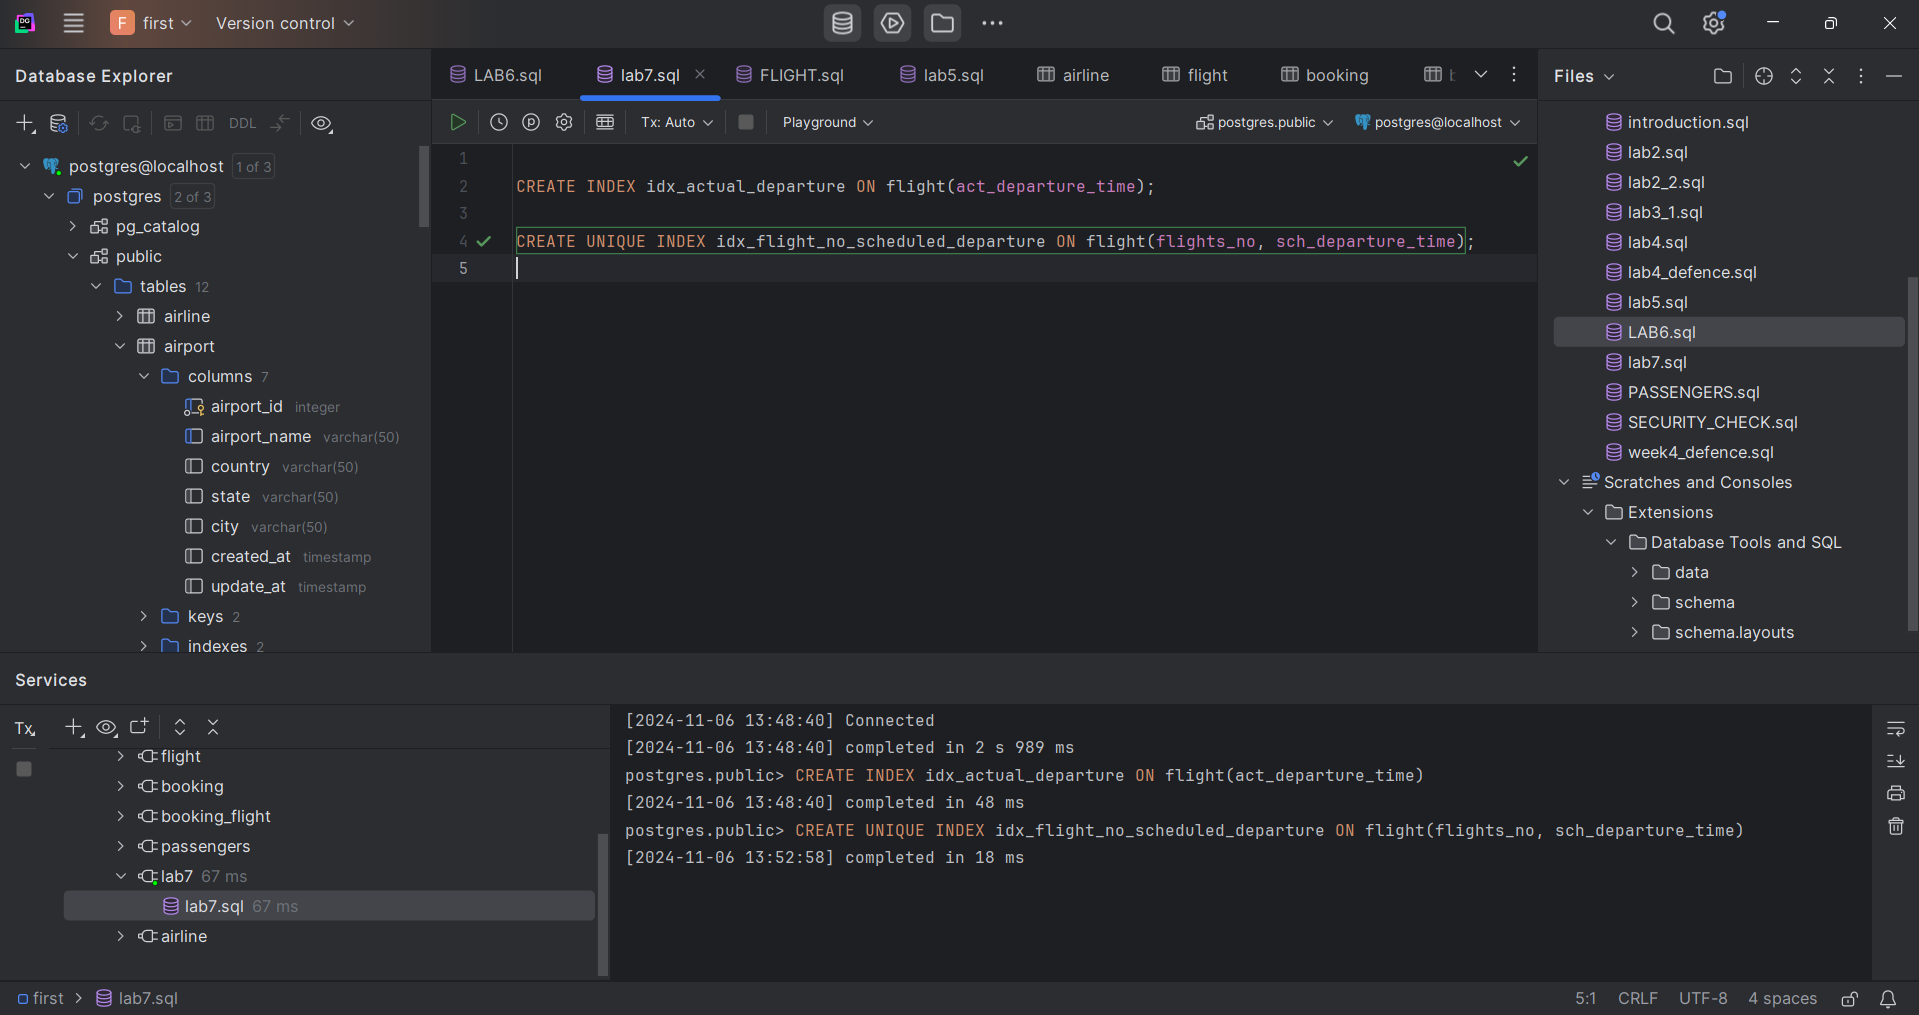 DG F first Version control
Database Explorer
DDL
postgres@localhost 1 of 3
postgres 2 of 3
pg_catalog
public
tables 12
airline
airport
columns 7
airport_id integer
airport_name varchar(50)
country varchar(50)
state varchar(50)
city varchar(50)
created_at timestamp
update_at timestamp
keys 2
indexes 2
LAB6.sql lab7.sql FLIGHT.sql lab5.sql airline flight booking
Tx: Auto Playground postgres.public postgres@localhost
1
2 CREATE INDEX idx_actual_departure ON flight(act_departure_time);
3
4 CREATE UNIQUE INDEX idx_flight_no_scheduled_departure ON flight(flights_no, sch_departure_time);
5
Files
introduction.sql
lab2.sql
lab2_2.sql
lab3_1.sql
lab4.sql
lab4_defence.sql
lab5.sql
LAB6.sql
lab7.sql
PASSENGERS.sql
SECURITY_CHECK.sql
week4_defence.sql
Scratches and Consoles
Extensions
Database Tools and SQL
data
schema
schema.layouts
Services
Tx
flight
booking
booking_flight
passengers
lab7 67 ms
lab7.sql 67 ms
airline
[2024-11-06 13:48:40] Connected
[2024-11-06 13:48:40] completed in 2 s 989 ms
postgres.public> CREATE INDEX idx_actual_departure ON flight(act_departure_time)
[2024-11-06 13:48:40] completed in 48 ms
postgres.public> CREATE UNIQUE INDEX idx_flight_no_scheduled_departure ON flight(flights_no, sch_departure_time)
[2024-11-06 13:52:58] completed in 18 ms
first > lab7.sql 5:1 CRLF UTF-8 4 spaces